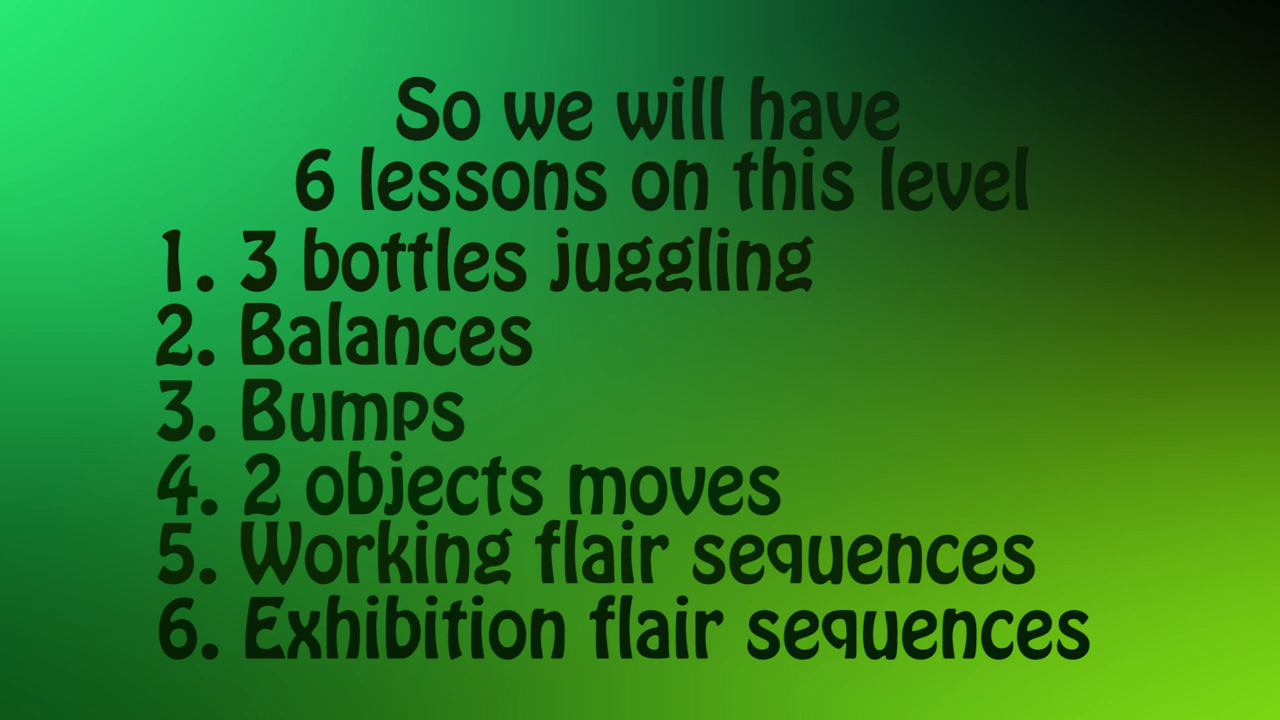 So we will have
6 lessons on this level
1. 3 bottles juggling
2. Balances
3. Bumps
4. 2 objects moves
5. Working flair sequences
6. Exhibition flair sequences